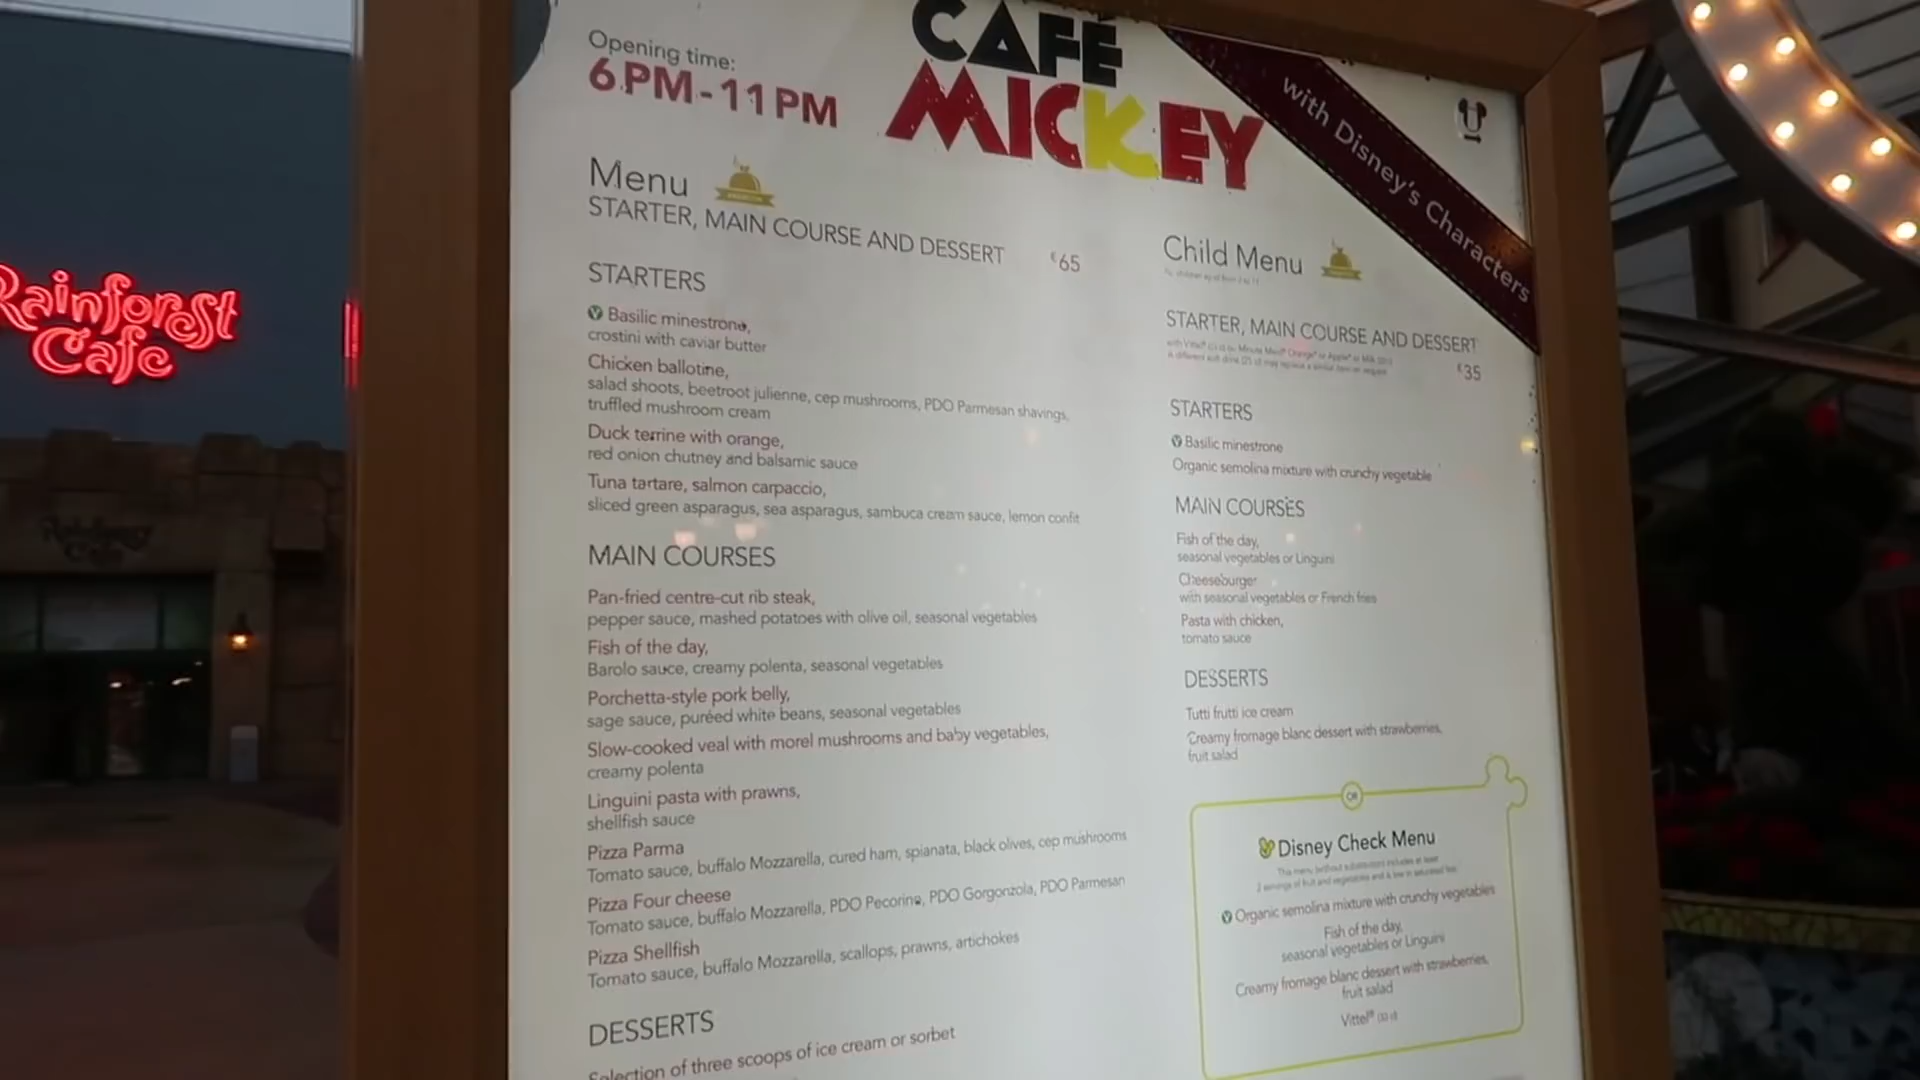 Rainforest
Cafe
Opening time:
6 PM - 11 PM
CAFÉ
MICKEY
with Disney's Characters
Menu
STARTER, MAIN COURSE AND DESSERT €65
STARTERS
Basilic minestrone,
crostini with caviar butter
Chicken ballotine,
salad shoots, beetroot julienne, cep mushrooms, PDO Parmesan shavings,
truffled mushroom cream
Duck terrine with orange,
red onion chutney and balsamic sauce
Tuna tartare, salmon carpaccio,
sliced green asparagus, sea asparagus, sambuca cream sauce, lemon confit
MAIN COURSES
Pan-fried centre-cut rib steak,
pepper sauce, mashed potatoes with olive oil, seasonal vegetables
Fish of the day,
Barolo sauce, creamy polenta, seasonal vegetables
Porchetta-style pork belly,
sage sauce, puréed white beans, seasonal vegetables
Slow-cooked veal with morel mushrooms and baby vegetables,
creamy polenta
Linguini pasta with prawns,
shellfish sauce
Pizza Parma
Tomato sauce, buffalo Mozzarella, cured ham, spianata, black olives, cep mushrooms
Pizza Four cheese
Tomato sauce, buffalo Mozzarella, PDO Pecorino, PDO Gorgonzola, PDO Parmesan
Pizza Shellfish
Tomato sauce, buffalo Mozzarella, scallops, prawns, artichokes
DESSERTS
Selection of three scoops of ice cream or sorbet
Child Menu
STARTER, MAIN COURSE AND DESSERT
€35
STARTERS
Basilic minestrone
Organic semolina mixture with crunchy vegetable
MAIN COURSES
Fish of the day,
seasonal vegetables or Linguini
Cheeseburger
with seasonal vegetables or French fries
Pasta with chicken,
tomato sauce
DESSERTS
Tutti frutti ice cream
Creamy fromage blanc dessert with strawberries,
fruit salad
OR
Disney Check Menu
Organic semolina mixture with crunchy vegetables
Fish of the day,
seasonal vegetables or Linguini
Creamy fromage blanc dessert with strawberries,
fruit salad
Vittel®
Rainforest
Cafe